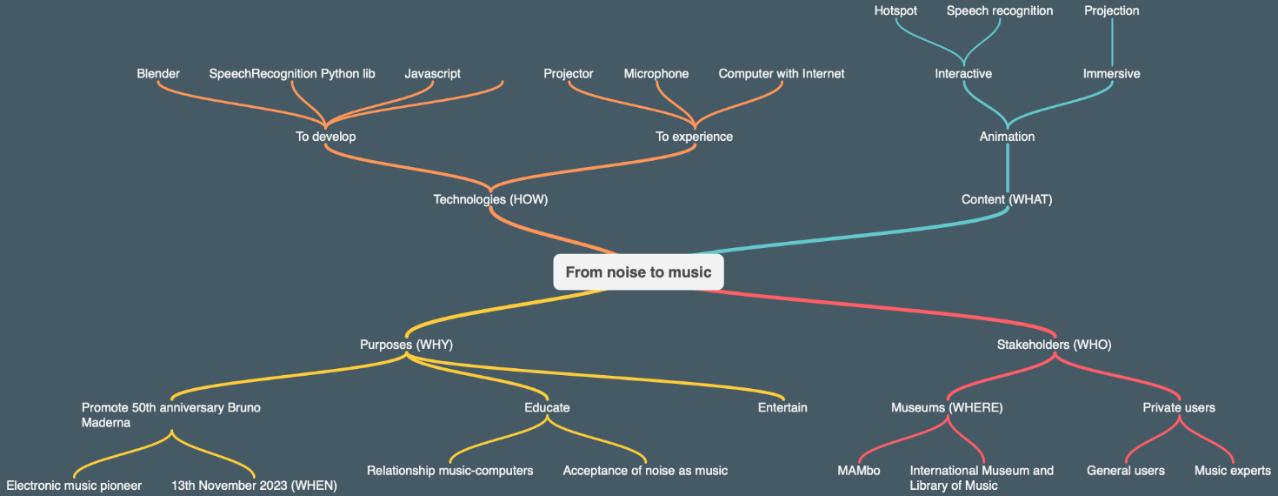 Hotspot
Speech recognition
Projection
Blender
SpeechRecognition Python lib
Javascript
Projector
Microphone
Computer with Internet
Interactive
Immersive
To develop
To experience
Animation
Technologies (HOW)
Content (WHAT)
From noise to music
Purposes (WHY)
Stakeholders (WHO)
Promote 50th anniversary Bruno
Maderna
Educate
Entertain
Museums (WHERE)
Private users
Electronic music pioneer
13th November 2023 (WHEN)
Relationship music-computers
Acceptance of noise as music
MAMbo
International Museum and
Library of Music
General users
Music experts